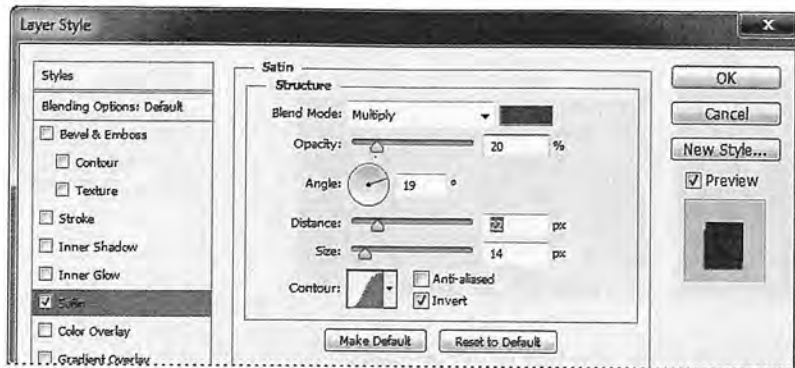 Layer Style
Styles
Blending Options: Default
Bevel & Emboss
Contour
Texture
Stroke
Inner Shadow
Inner Glow
Satin
Color Overlay
Gradient Overlay
Satin
Structure
Blend Mode: Multiply
Opacity: 20 %
Angle: 19 °
Distance: px
Size: 14 px
Contour: Anti-aliased
Invert
Make Default Reset to Default
OK
Cancel
New Style...
Preview